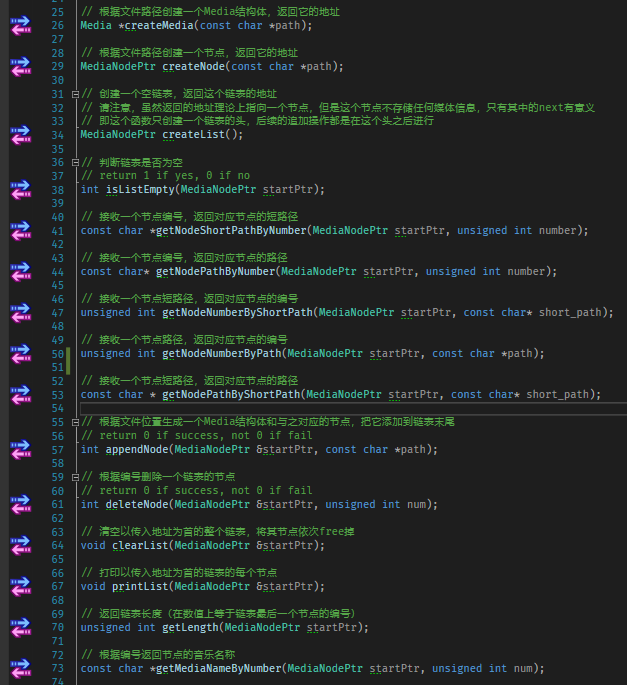 25 // 根据文件路径创建一个Media结构体，返回它的地址
26 Media *createMedia(const char *path);
27
28 // 根据文件路径创建一个节点，返回它的地址
29 MediaNodePtr createNode(const char *path);
30
31 // 创建一个空链表，返回这个链表的地址
32 // 请注意，虽然返回的地址理论上指向一个节点，但是这个节点不存储任何媒体信息，只有其中的next有意义
33 // 即这个函数只创建一个链表的头，后续的追加操作都是在这个头之后进行
34 MediaNodePtr createList();
35
36 // 判断链表是否为空
37 // return 1 if yes, 0 if no
38 int isListEmpty(MediaNodePtr startPtr);
39
40 // 接收一个节点编号，返回对应节点的短路径
41 const char *getNodeShortPathByNumber(MediaNodePtr startPtr, unsigned int number);
42
43 // 接收一个节点编号，返回对应节点的路径
44 const char* getNodePathByNumber(MediaNodePtr startPtr, unsigned int number);
45
46 // 接收一个节点短路径，返回对应节点的编号
47 unsigned int getNodeNumberByShortPath(MediaNodePtr startPtr, const char* short_path);
48
49 // 接收一个节点路径，返回对应节点的编号
50 unsigned int getNodeNumberByPath(MediaNodePtr startPtr, const char *path);
51
52 // 接收一个节点短路径，返回对应节点的路径
53 const char * getNodePathByShortPath(MediaNodePtr startPtr, const char* short_path);
54
55 // 根据文件位置生成一个Media结构体和与之对应的节点，把它添加到链表末尾
56 // return 0 if success, not 0 if fail
57 int appendNode(MediaNodePtr &startPtr, const char *path);
58
59 // 根据编号删除一个链表的节点
60 // return 0 if success, not 0 if fail
61 int deleteNode(MediaNodePtr &startPtr, unsigned int num);
62
63 // 清空以传入地址为首的整个链表，将其节点依次free掉
64 void clearList(MediaNodePtr &startPtr);
65
66 // 打印以传入地址为首的链表的每个节点
67 void printList(MediaNodePtr &startPtr);
68
69 // 返回链表长度（在数值上等于链表最后一个节点的编号）
70 unsigned int getLength(MediaNodePtr startPtr);
71
72 // 根据编号返回节点的音乐名称
73 const char *getMediaNameByNumber(MediaNodePtr startPtr, unsigned int num);
74